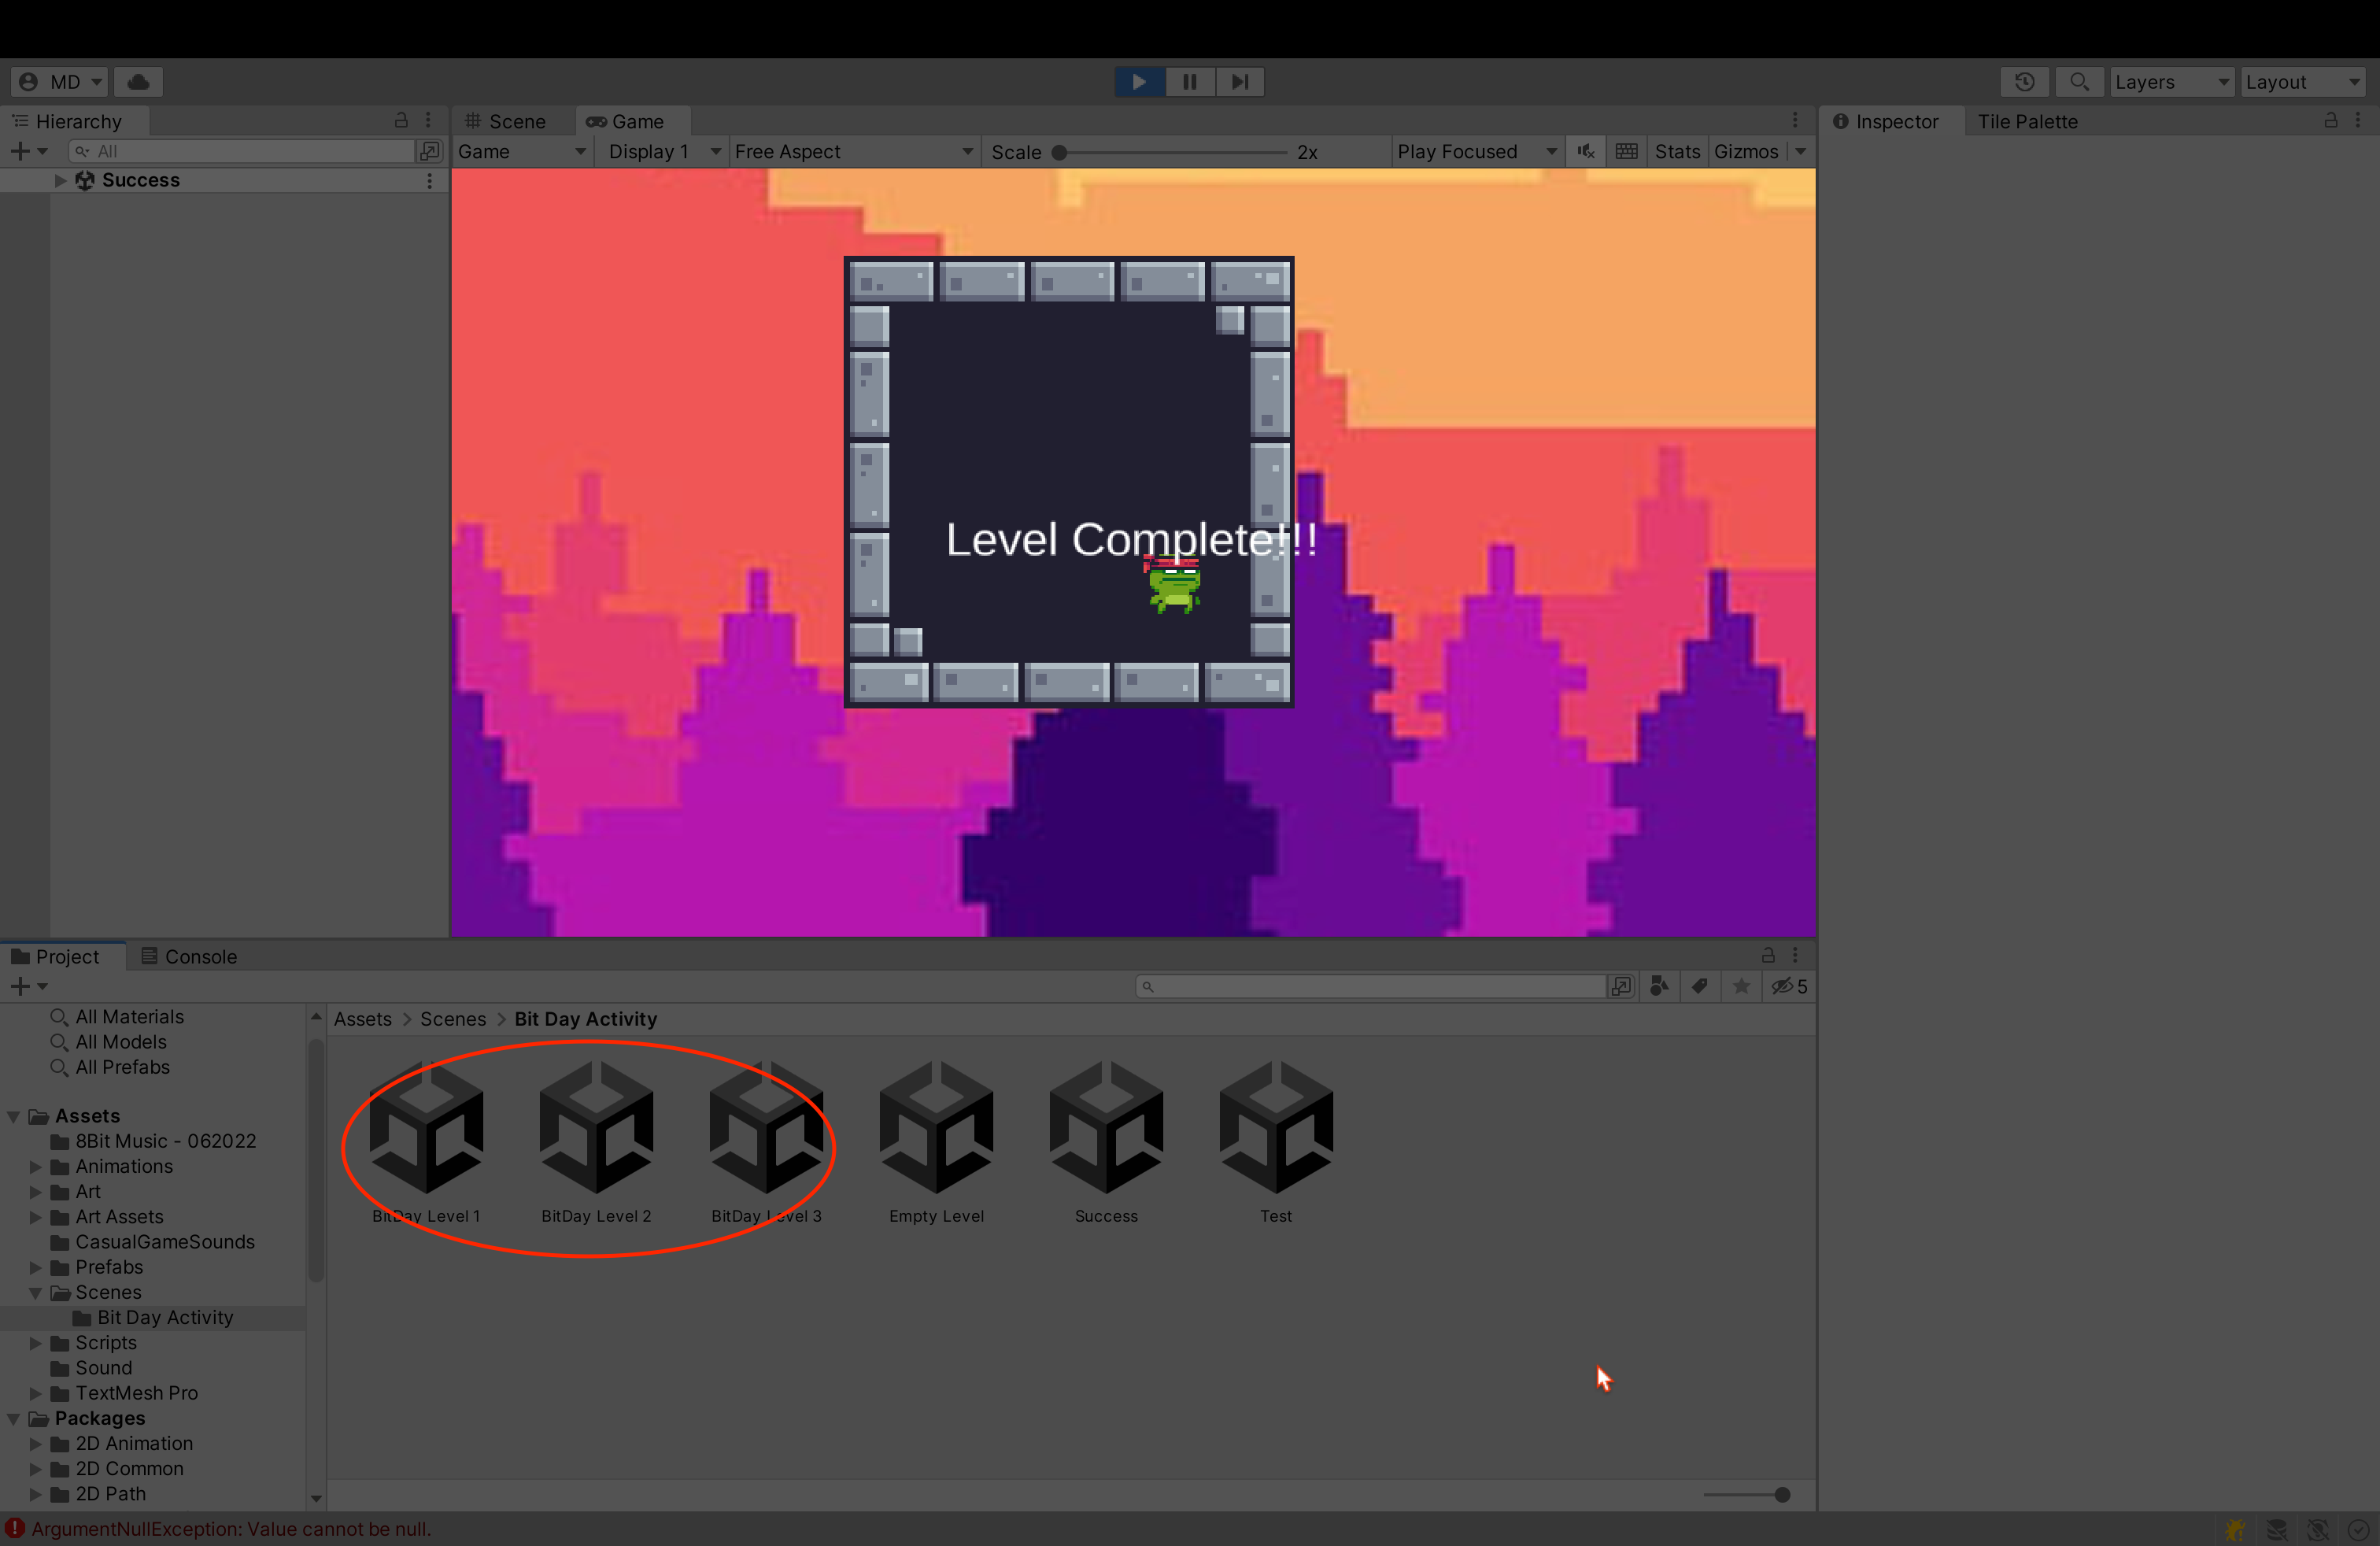 MD
Layers
Layout
Hierarchy
Scene
Game
Inspector
Tile Palette
All
Game
Display 1
Free Aspect
Scale
2x
Play Focused
Stats
Gizmos
Success
Level Complete!!!
Project
Console
5
All Materials
All Models
All Prefabs
Assets
8Bit Music - 062022
Animations
Art
Art Assets
CasualGameSounds
Prefabs
Scenes
Bit Day Activity
Scripts
Sound
TextMesh Pro
Packages
2D Animation
2D Common
2D Path
Assets > Scenes > Bit Day Activity
BitDay Level 1
BitDay Level 2
BitDay Level 3
Empty Level
Success
Test
ArgumentNullException: Value cannot be null.